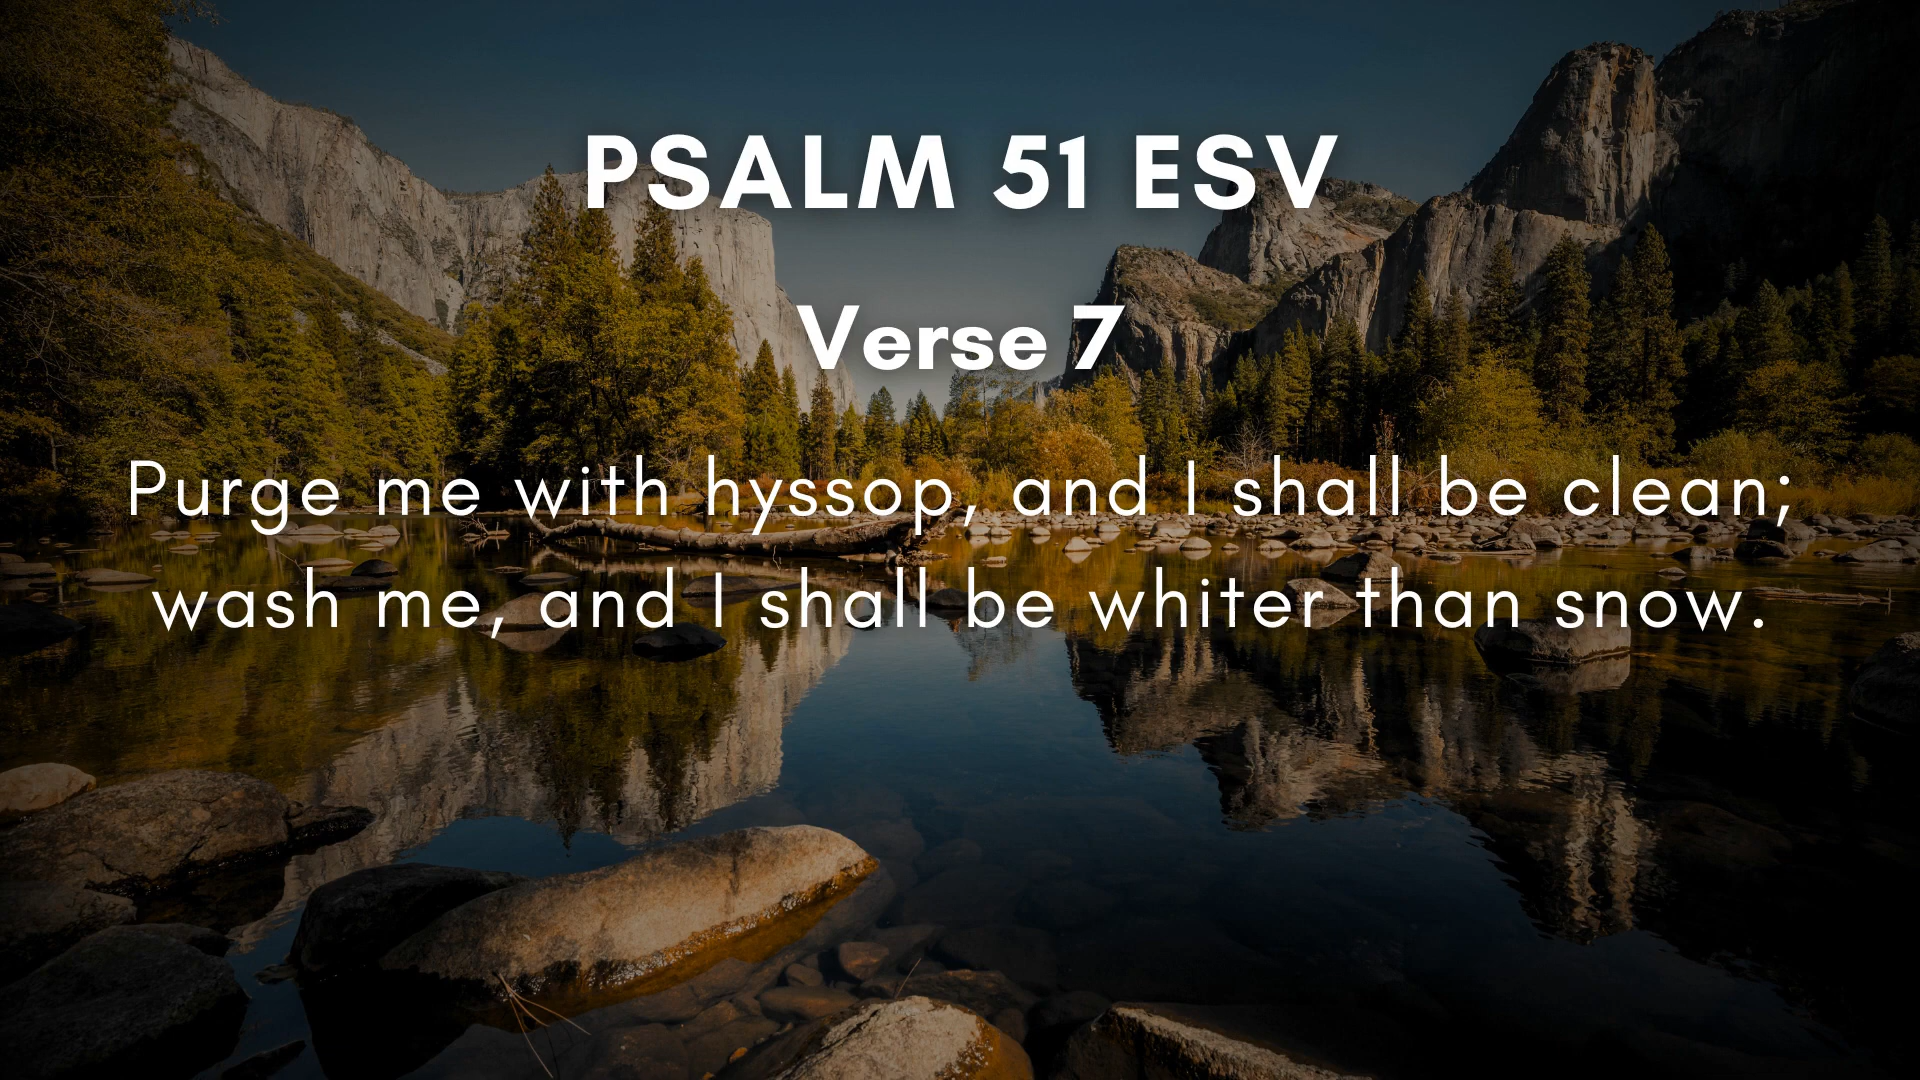 PSALM 51 ESV
Verse 7
Purge me with hyssop, and I shall be clean;
wash me, and I shall be whiter than snow.